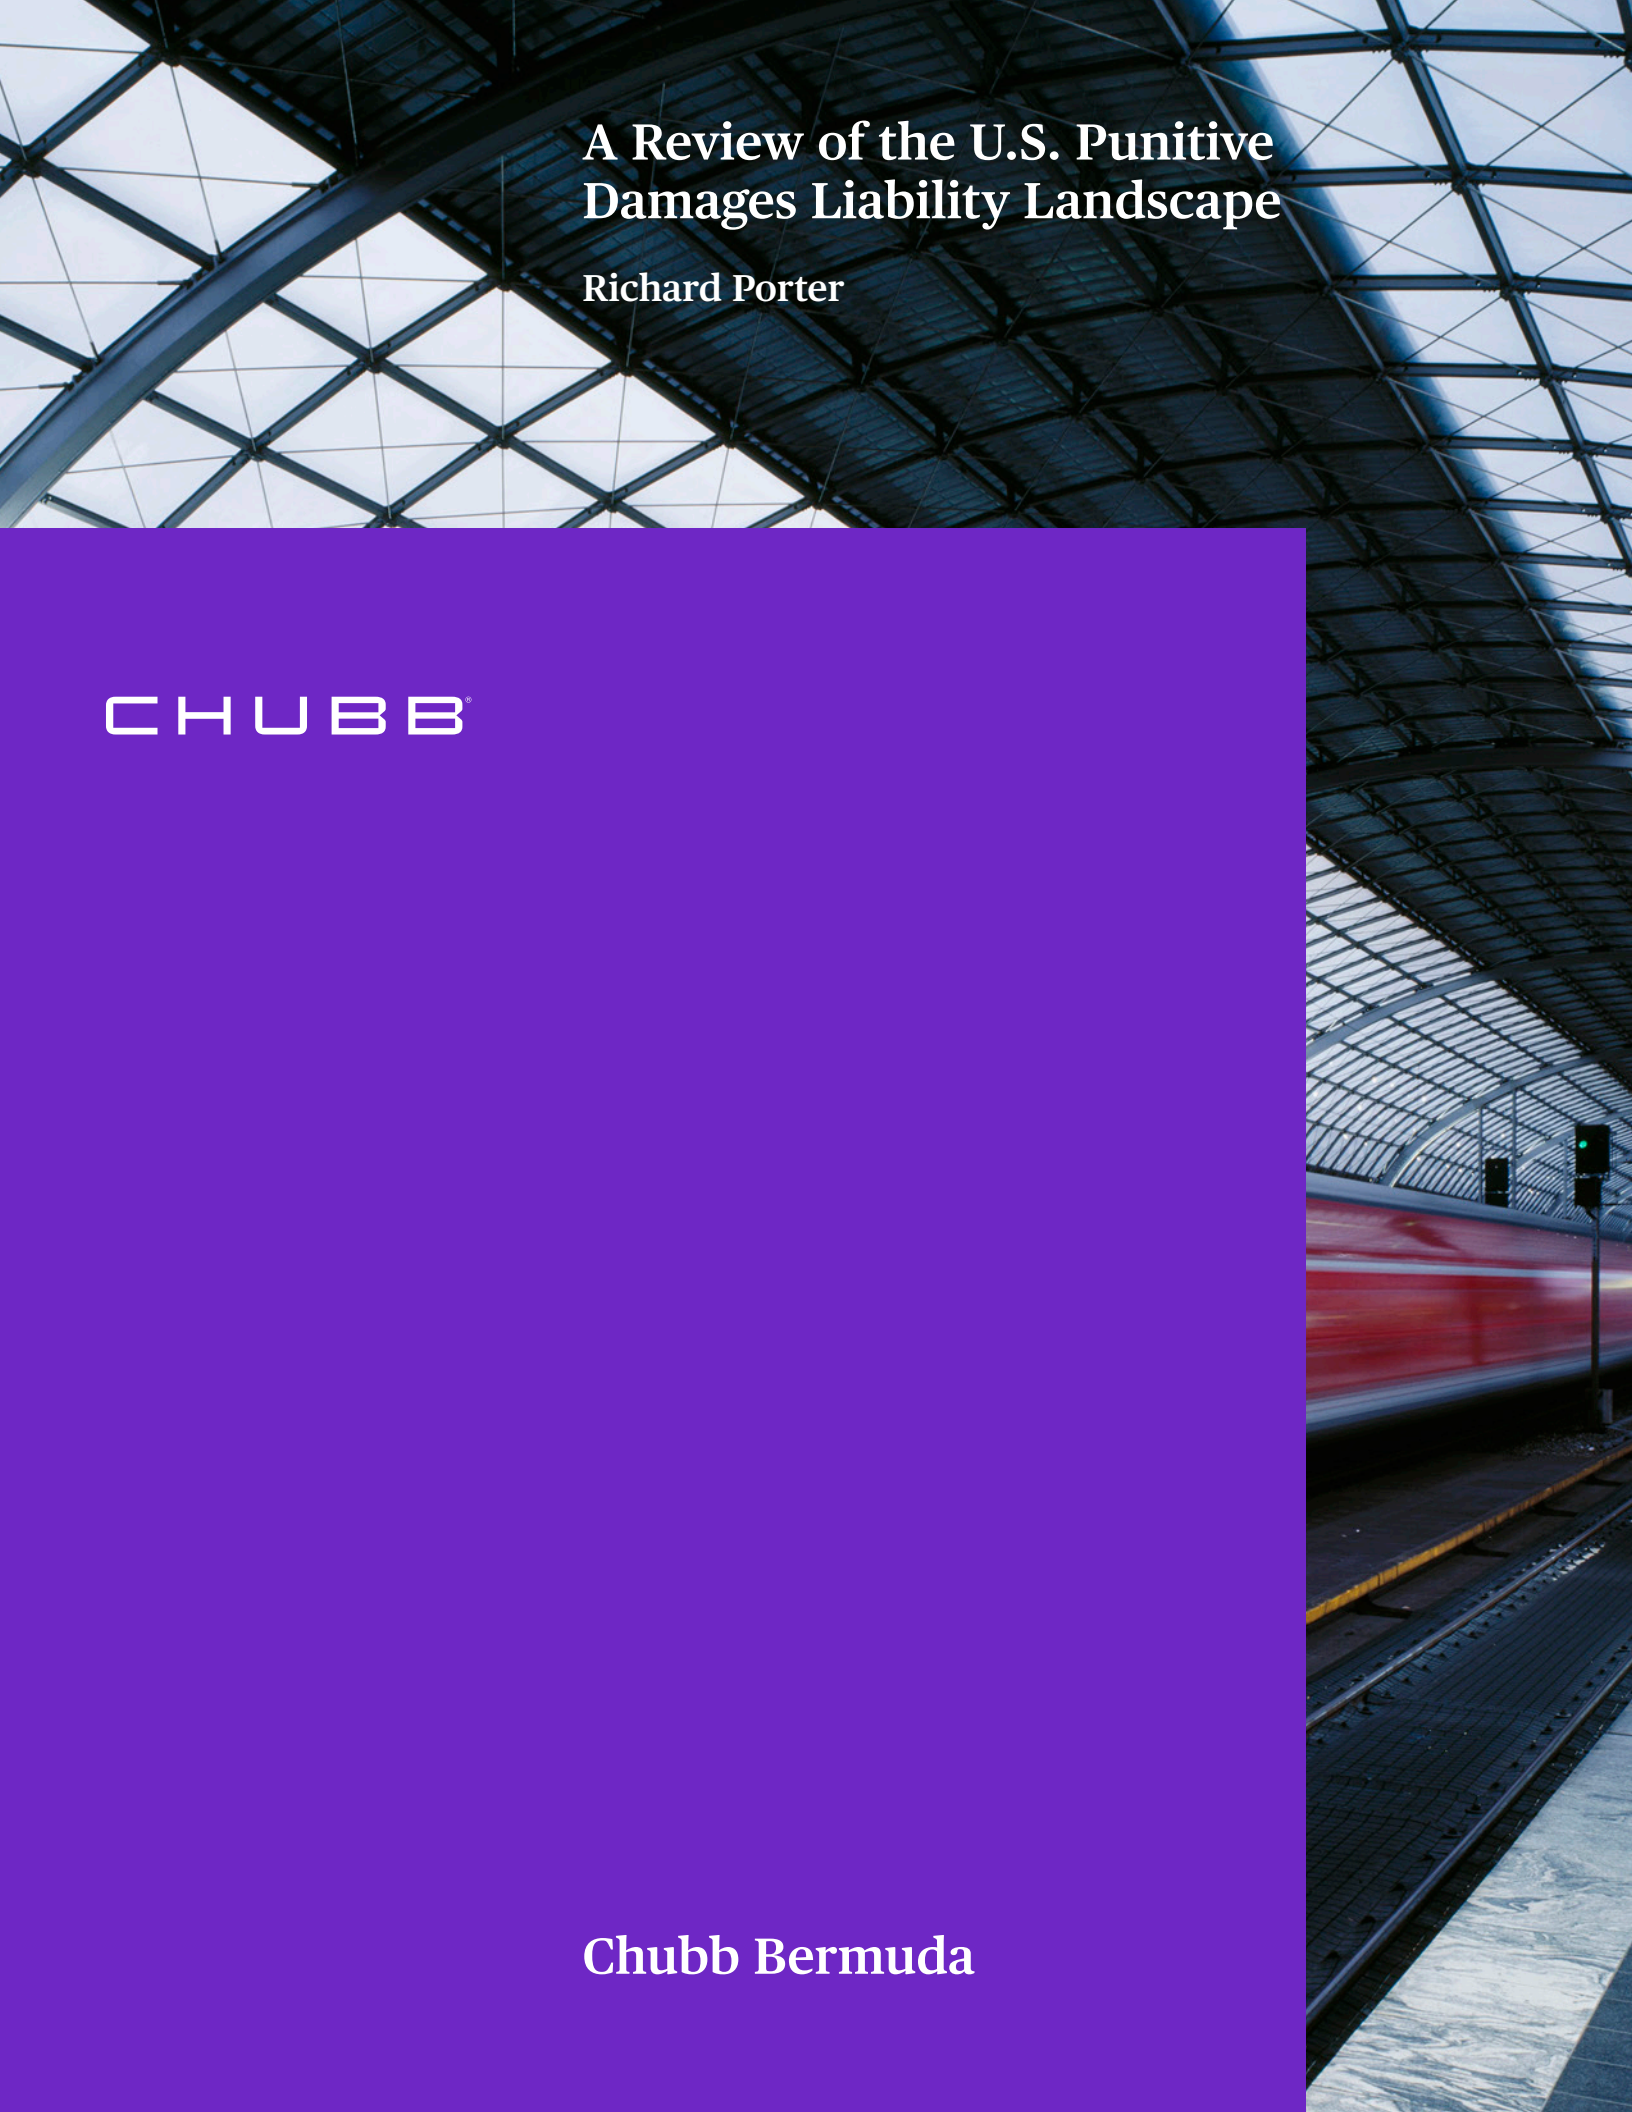 A Review of the U.S. Punitive
Damages Liability Landscape
Richard Porter
CHUBB®
Chubb Bermuda